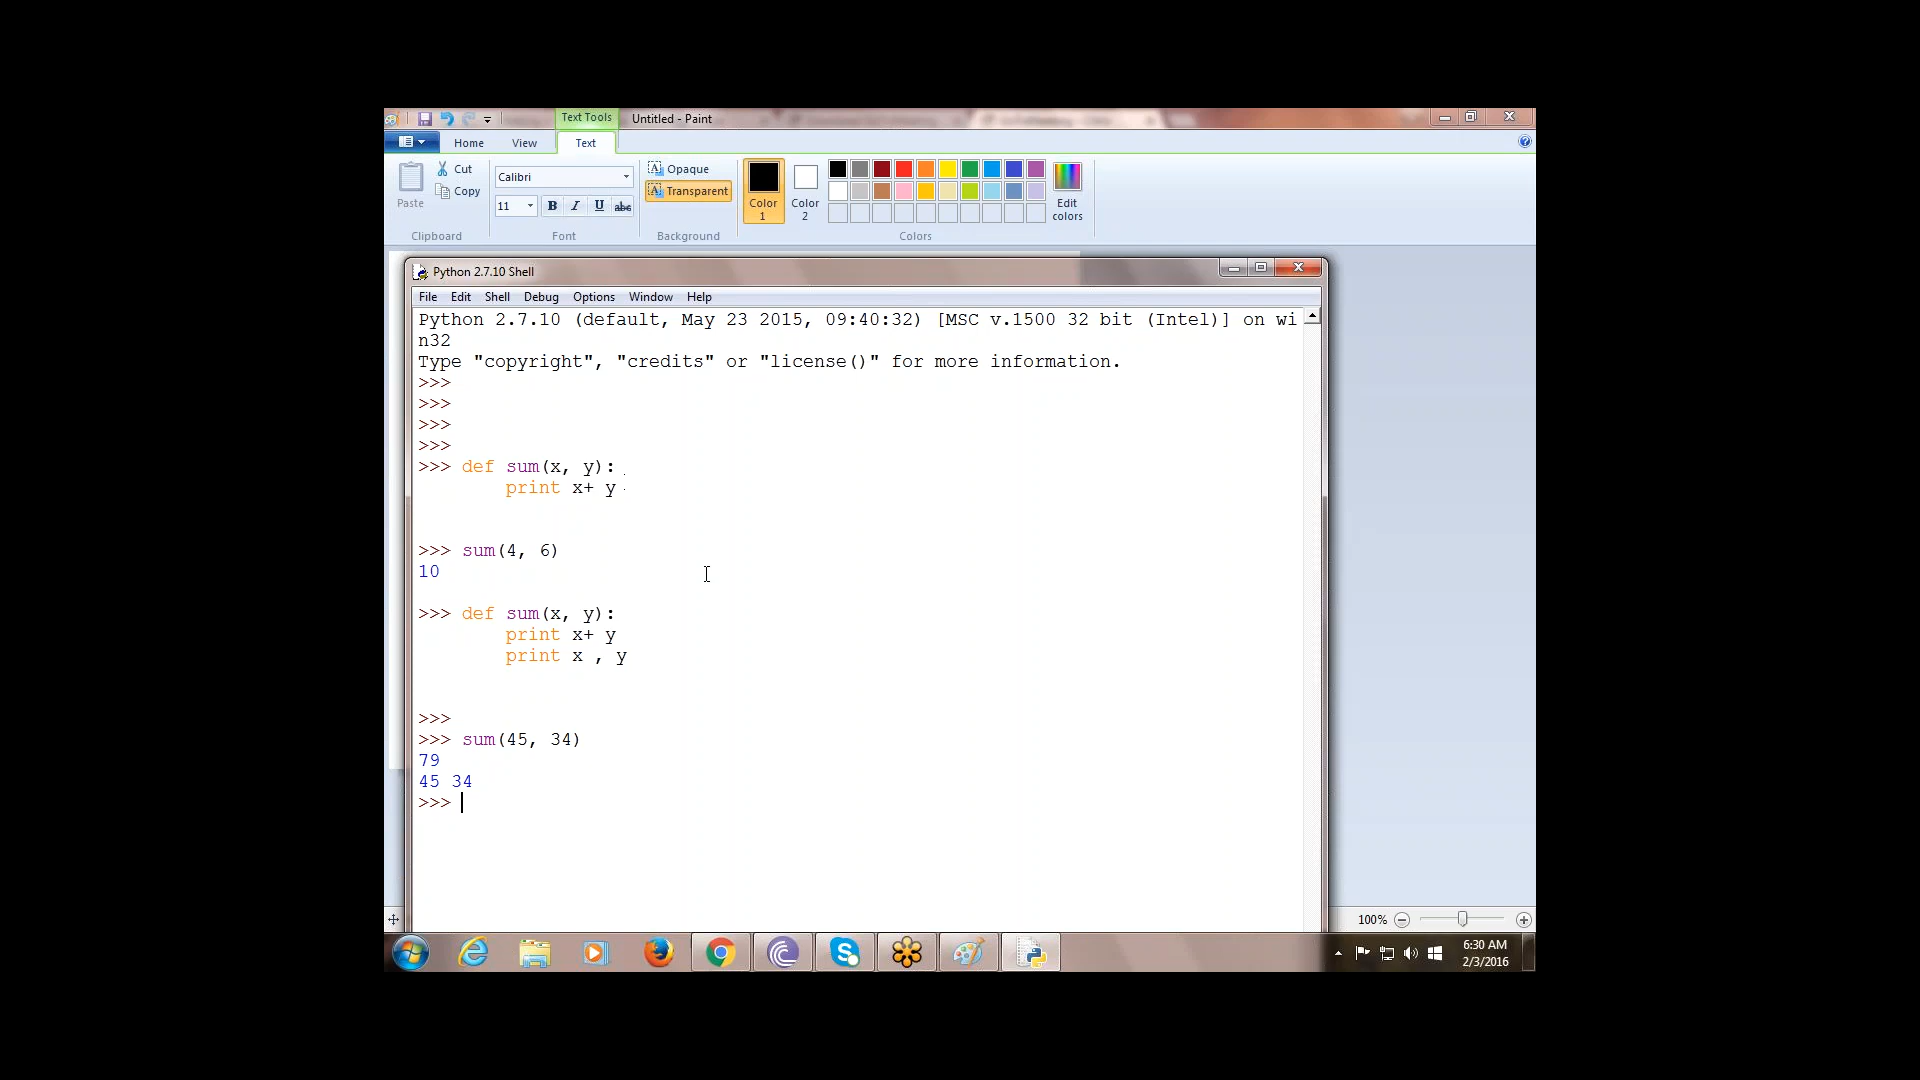 Text Tools
Untitled - Paint
Home
View
Text
Paste
Cut
Copy
Clipboard
Calibri
11
B I U abc
Font
Opaque
Transparent
Background
Color 1
Color 2
Edit colors
Colors
Python 2.7.10 Shell
File Edit Shell Debug Options Window Help
Python 2.7.10 (default, May 23 2015, 09:40:32) [MSC v.1500 32 bit (Intel)] on wi
n32
Type "copyright", "credits" or "license()" for more information.
>>>
>>>
>>>
>>>
>>> def sum(x, y):
print x+ y
>>> sum(4, 6)
10
>>> def sum(x, y):
print x+ y
print x , y
>>>
>>> sum(45, 34)
79
45 34
>>>
100%
6:30 AM
2/3/2016